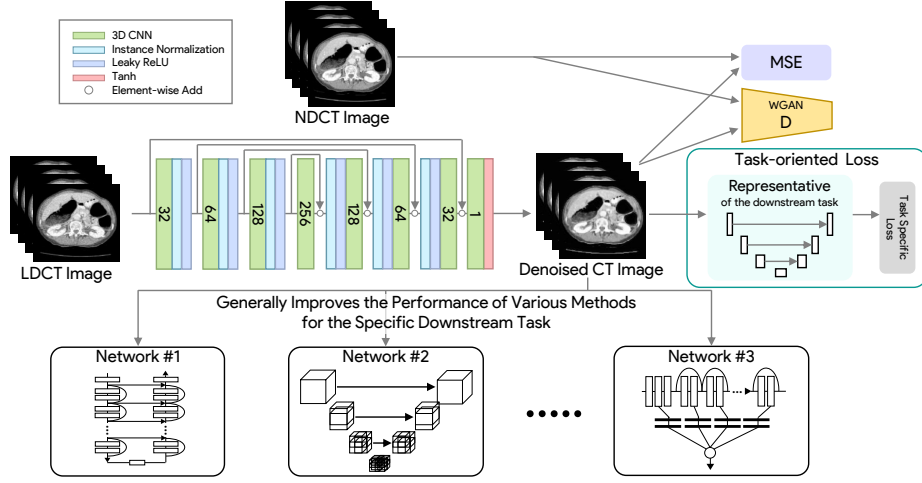 3D CNN
Instance Normalization
Leaky ReLU
Tanh
Element-wise Add
NDCT Image
MSE
WGAN
D
LDCT Image
32
64
128
256
128
64
32
1
Denoised CT Image
Task-oriented Loss
Representative
of the downstream task
Task Specific
Loss
Generally Improves the Performance of Various Methods
for the Specific Downstream Task
Network #1
Network #2
Network #3